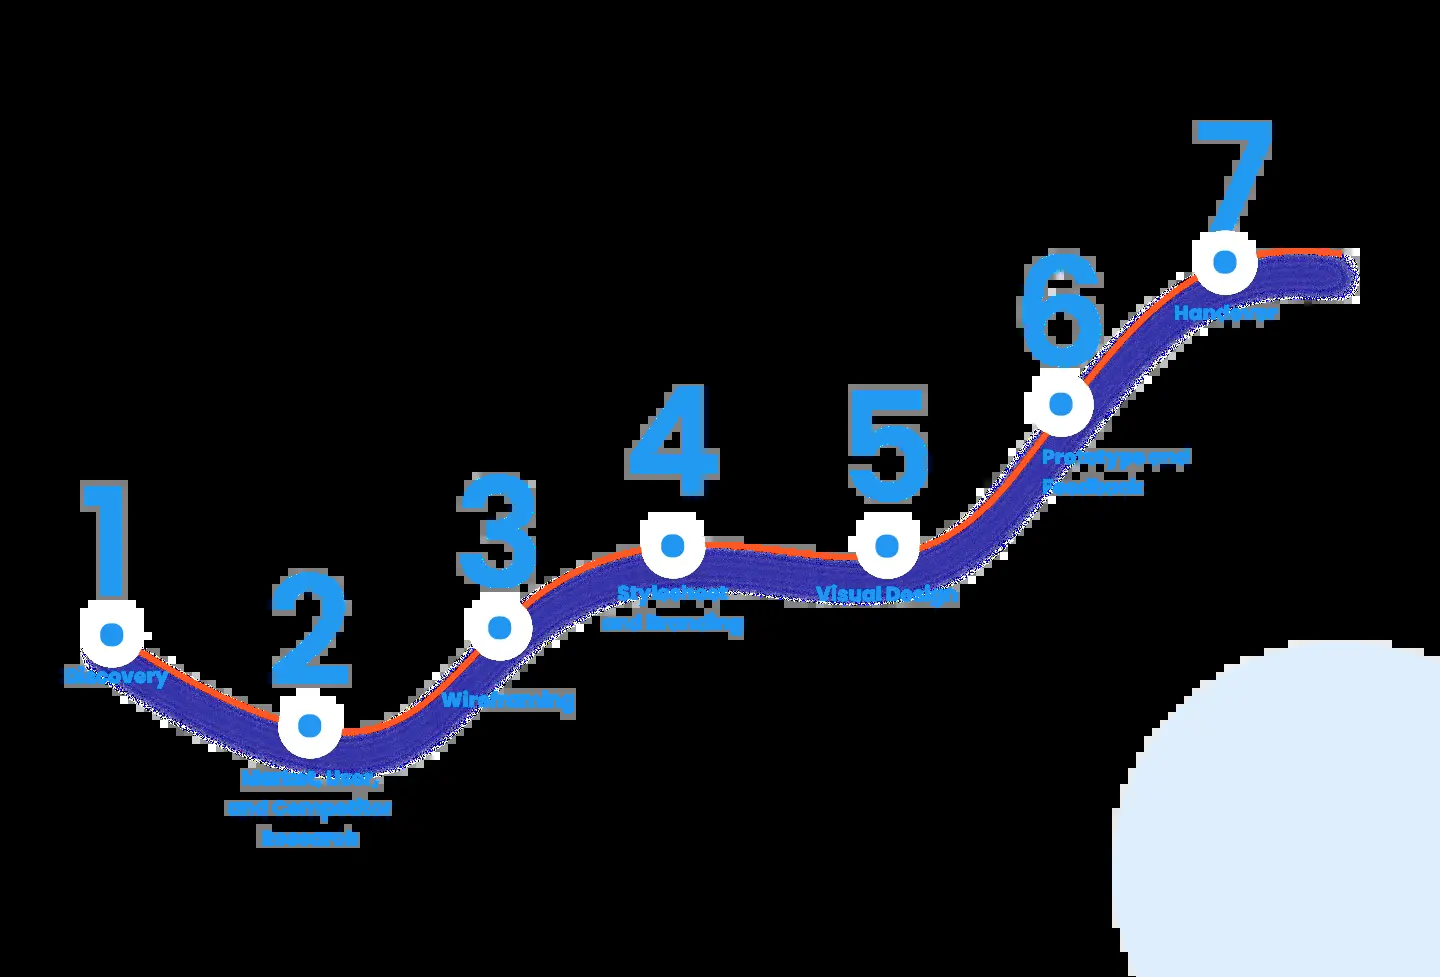 1
Discovery
2
Market, User,
and Competitor
Research
3
Wireframing
4
Stylesheet
and Branding
5
Visual Design
6
Prototype and
Feedback
7
Handover